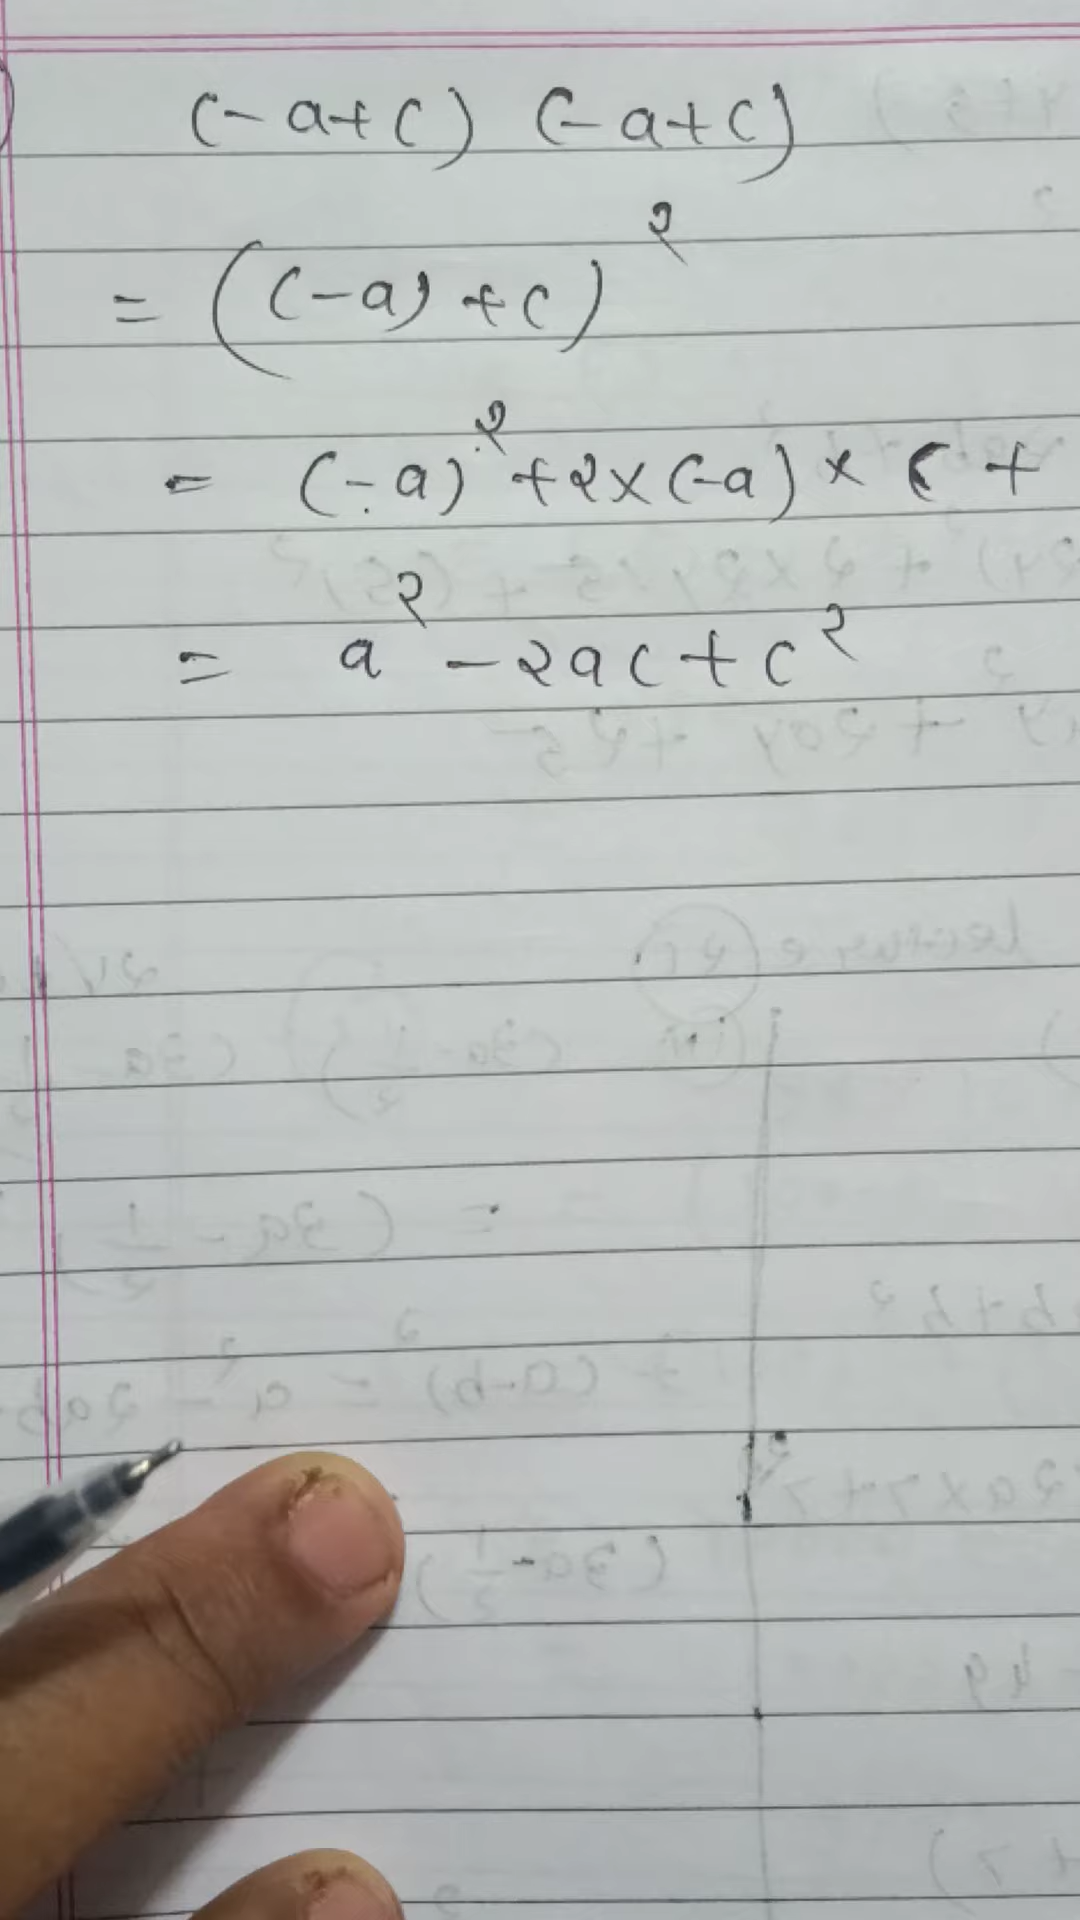 (-a+c) (-a+c)
= ((-a) + c)²
= (-a)² + 2 × (-a) × c +
= a² - 2ac + c²